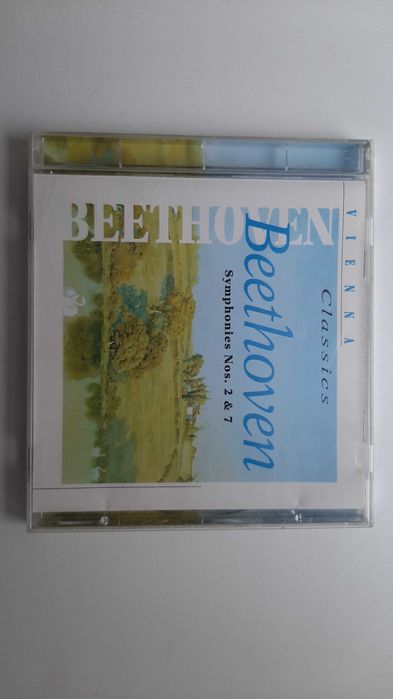 VIENNA
Classics
Beethoven
Symphonies Nos. 2 & 7
BEETHOVEN